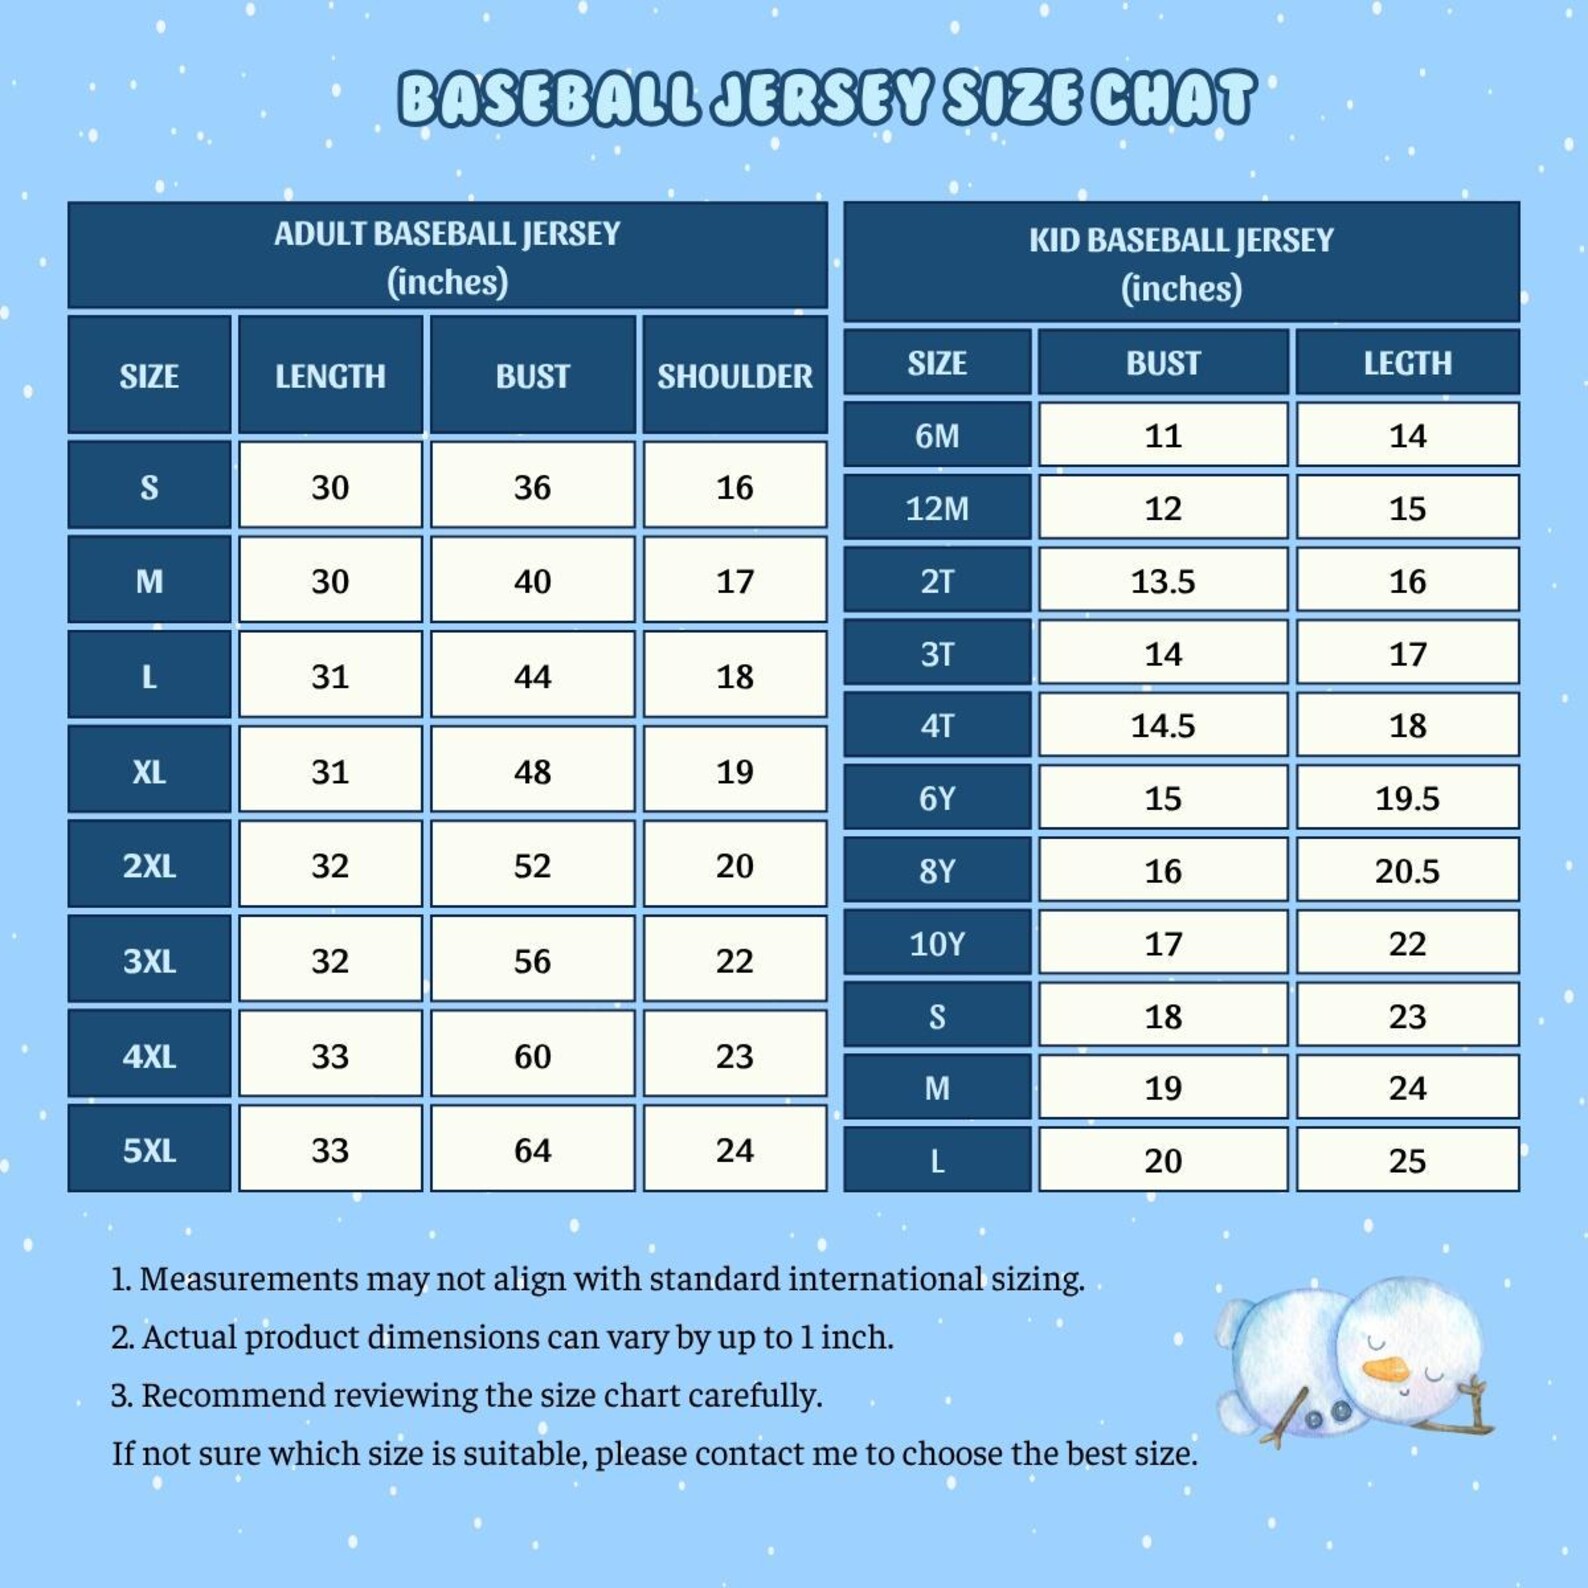 BASEBALL JERSEY SIZE CHAT
ADULT BASEBALL JERSEY
(inches)
SIZE LENGTH BUST SHOULDER
S 30 36 16
M 30 40 17
L 31 44 18
XL 31 48 19
2XL 32 52 20
3XL 32 56 22
4XL 33 60 23
5XL 33 64 24
KID BASEBALL JERSEY
(inches)
SIZE BUST LEGTH
6M 11 14
12M 12 15
2T 13.5 16
3T 14 17
4T 14.5 18
6Y 15 19.5
8Y 16 20.5
10Y 17 22
S 18 23
M 19 24
L 20 25
1. Measurements may not align with standard international sizing.
2. Actual product dimensions can vary by up to 1 inch.
3. Recommend reviewing the size chart carefully.
If not sure which size is suitable, please contact me to choose the best size.